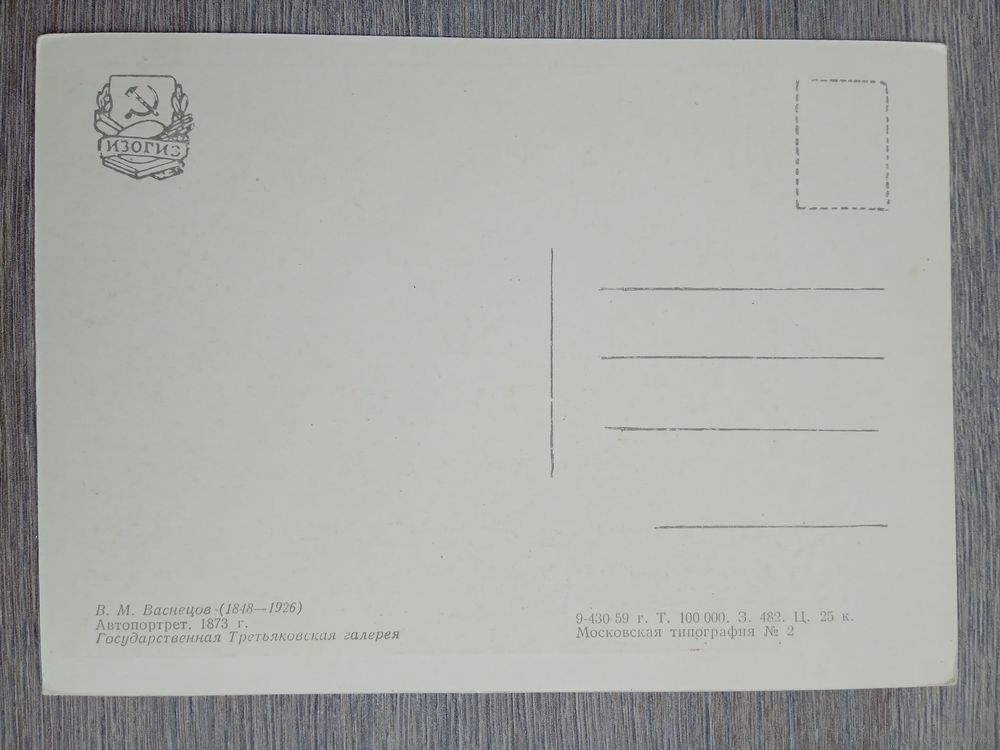 ИЗОГИЗ
В. М. Васнецов (1848—1926)
Автопортрет. 1873 г.
Государственная Третьяковская галерея
9-430-59 г. Т. 100 000. З. 482. Ц. 25 к.
Московская типография № 2